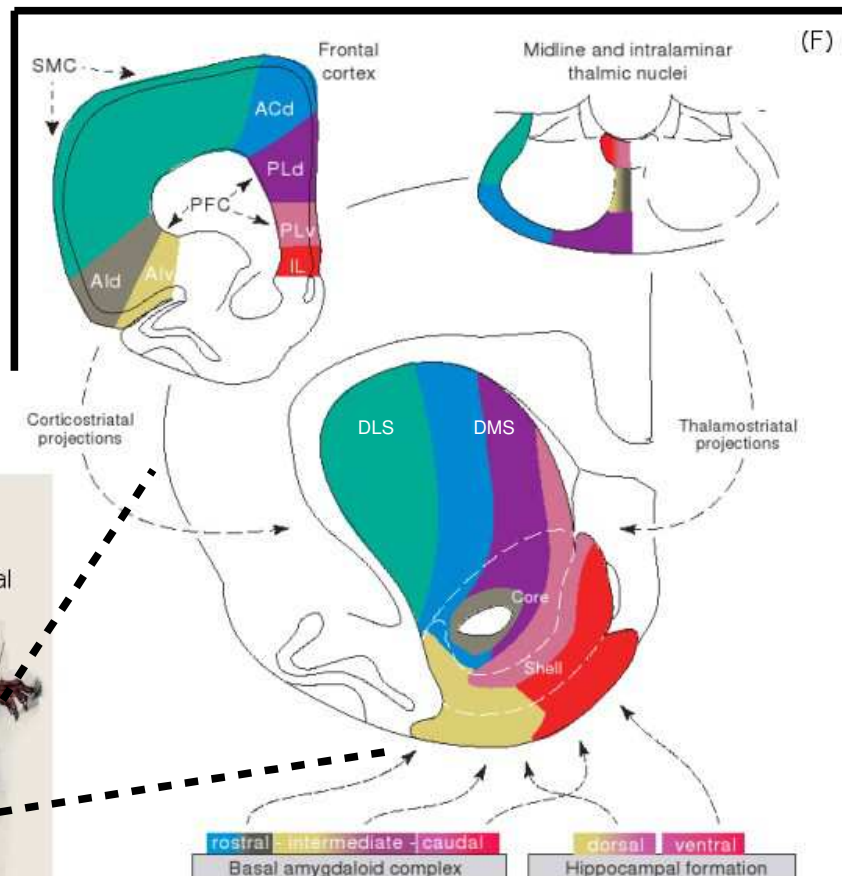 (F)
Frontal
cortex
Midline and intralaminar
thalmic nuclei
SMC
ACd
PLd
PFC
PLv
IL
AId
AIv
Corticostriatal
projections
DLS
DMS
Thalamostriatal
projections
al
Core
Shell
rostral - intermediate - caudal
dorsal
ventral
Basal amygdaloid complex
Hippocampal formation